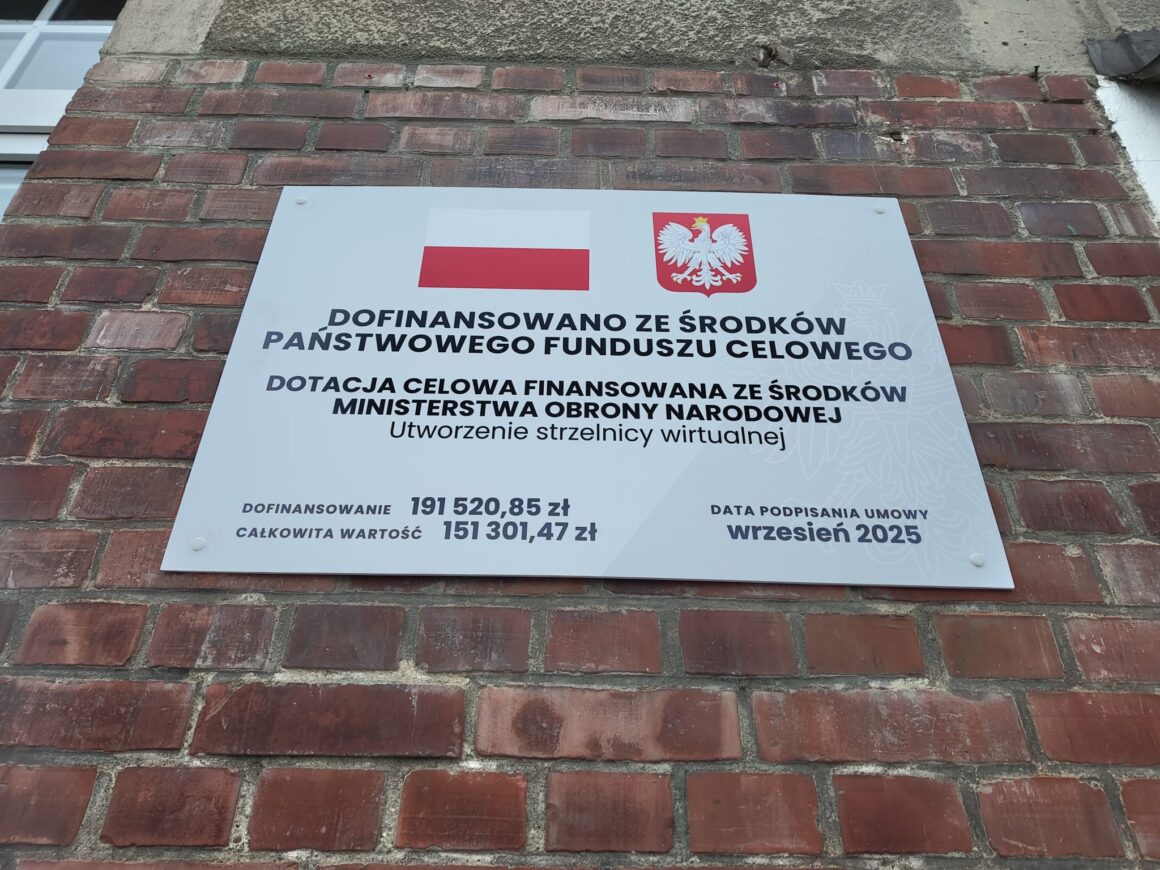 DOFINANSOWANO ZE ŚRODKÓW
PAŃSTWOWEGO FUNDUSZU CELOWEGO
DOTACJA CELOWA FINANSOWANA ZE ŚRODKÓW
MINISTERSTWA OBRONY NARODOWEJ
Utworzenie strzelnicy wirtualnej
DOFINANSOWANIE 191 520,85 zł
CAŁKOWITA WARTOŚĆ 151 301,47 zł
DATA PODPISANIA UMOWY
wrzesień 2025